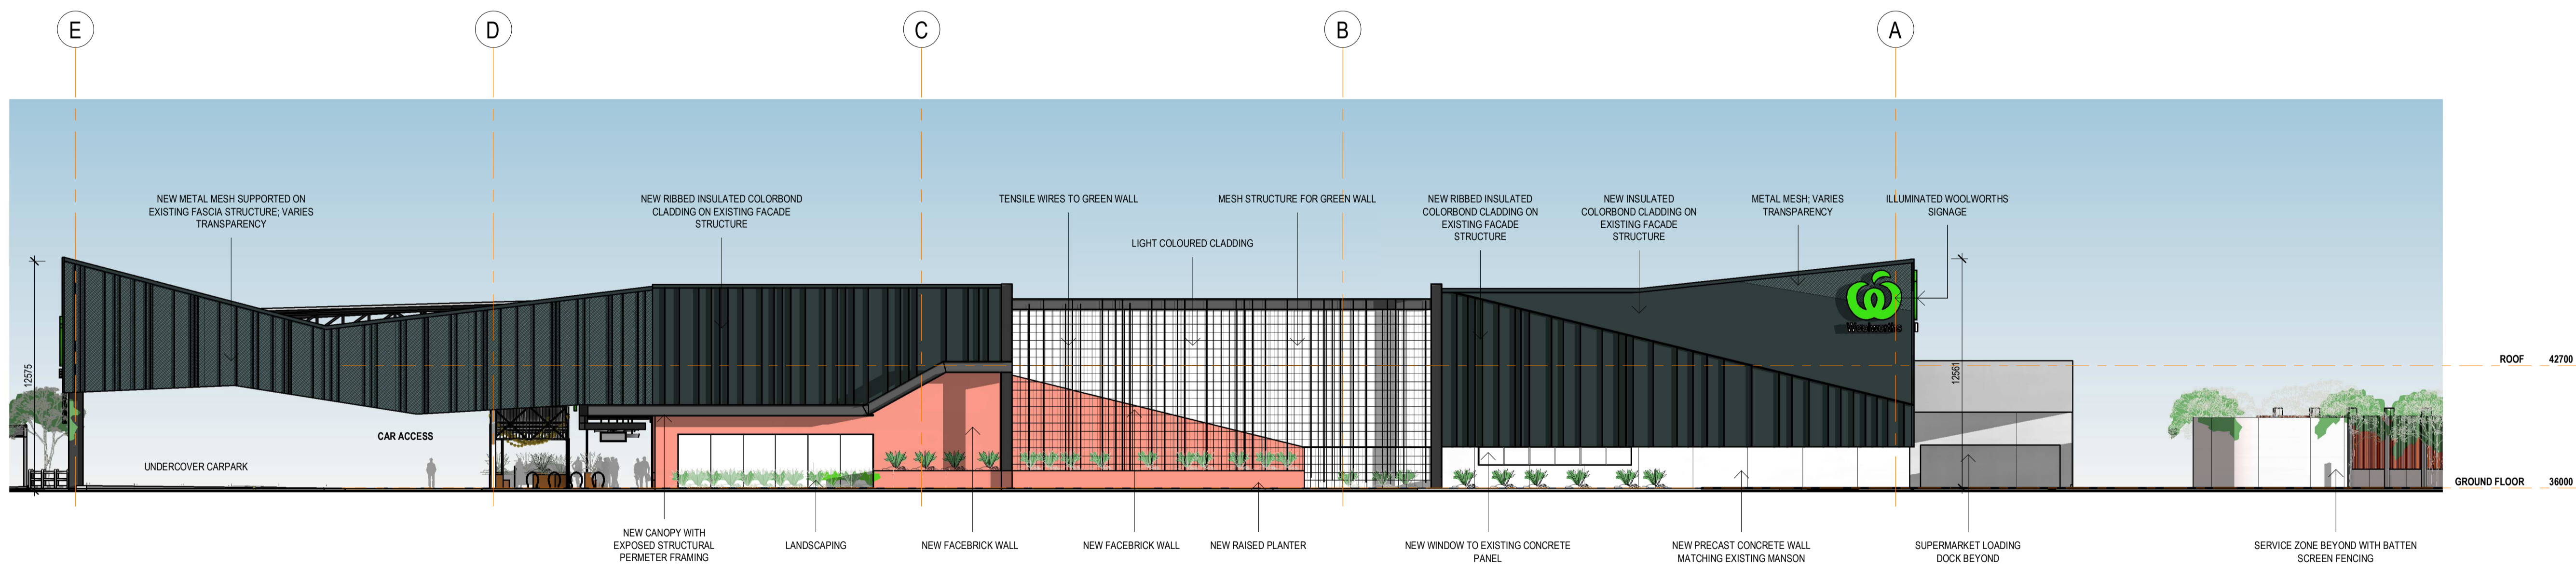 E
D
C
B
A
NEW METAL MESH SUPPORTED ON
EXISTING FASCIA STRUCTURE; VARIES
TRANSPARENCY
NEW RIBBED INSULATED COLORBOND
CLADDING ON EXISTING FACADE
STRUCTURE
TENSILE WIRES TO GREEN WALL
LIGHT COLOURED CLADDING
MESH STRUCTURE FOR GREEN WALL
NEW RIBBED INSULATED
COLORBOND CLADDING ON
EXISTING FACADE
STRUCTURE
NEW INSULATED
COLORBOND CLADDING ON
EXISTING FACADE
STRUCTURE
METAL MESH; VARIES
TRANSPARENCY
ILLUMINATED WOOLWORTHS
SIGNAGE
12575
Woolworths
12561
ROOF 42700
CAR ACCESS
UNDERCOVER CARPARK
GROUND FLOOR 36000
NEW CANOPY WITH
EXPOSED STRUCTURAL
PERMETER FRAMING
LANDSCAPING
NEW FACEBRICK WALL
NEW FACEBRICK WALL
NEW RAISED PLANTER
NEW WINDOW TO EXISTING CONCRETE
PANEL
NEW PRECAST CONCRETE WALL
MATCHING EXISTING MANSON
SUPERMARKET LOADING
DOCK BEYOND
SERVICE ZONE BEYOND WITH BATTEN
SCREEN FENCING